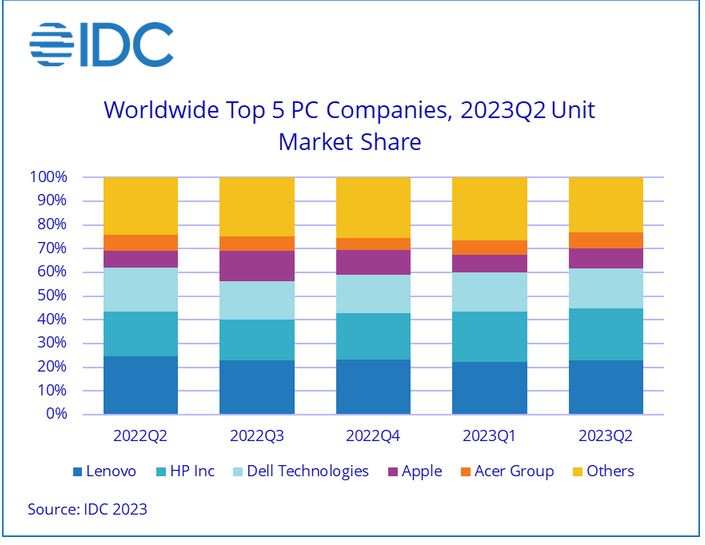 IDC
Worldwide Top 5 PC Companies, 2023Q2 Unit
Market Share
100%
90%
80%
70%
60%
50%
40%
30%
20%
10%
0%
2022Q2 2022Q3 2022Q4 2023Q1 2023Q2
Lenovo HP Inc Dell Technologies Apple Acer Group Others
Source: IDC 2023